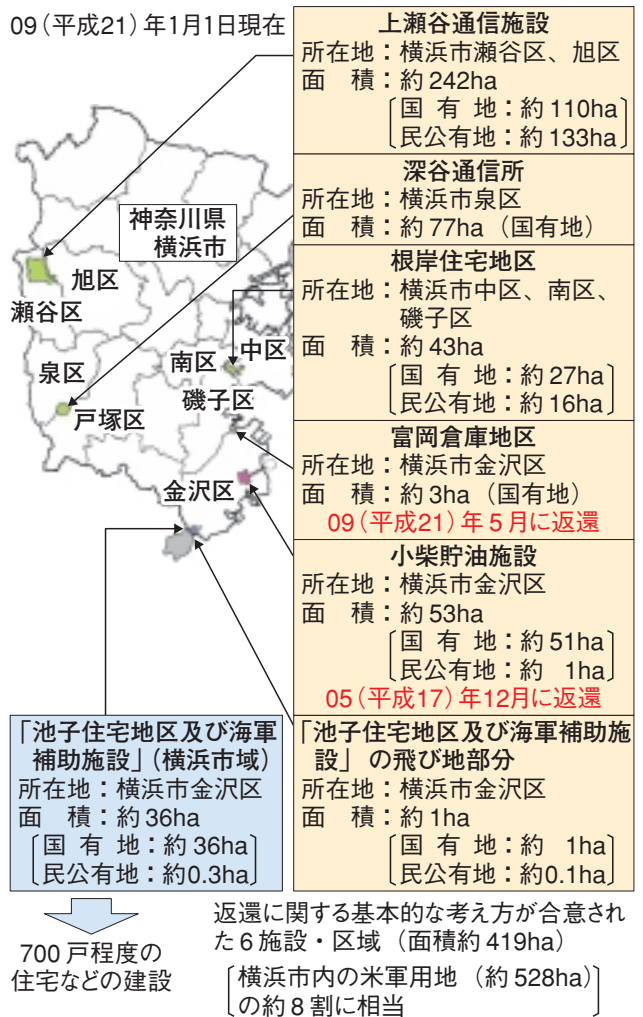 09（平成21）年1月1日現在
上瀬谷通信施設
所在地：横浜市瀬谷区、旭区
面　積：約242ha
国 有 地：約110ha
民公有地：約133ha
深谷通信所
所在地：横浜市泉区
面　積：約77ha（国有地）
根岸住宅地区
所在地：横浜市中区、南区、
磯子区
面　積：約43ha
国 有 地：約27ha
民公有地：約16ha
富岡倉庫地区
所在地：横浜市金沢区
面　積：約3ha（国有地）
09（平成21）年5月に返還
小柴貯油施設
所在地：横浜市金沢区
面　積：約53ha
国 有 地：約51ha
民公有地：約　1ha
05（平成17）年12月に返還
「池子住宅地区及び海軍補助施
設」の飛び地部分
所在地：横浜市金沢区
面　積：約1ha
国 有 地：約　1ha
民公有地：約0.1ha
神奈川県
横浜市
旭区
瀬谷区
中区
南区
泉区
磯子区
戸塚区
金沢区
「池子住宅地区及び海軍
補助施設」（横浜市域）
所在地：横浜市金沢区
面　積：約36ha
国 有 地：約36ha
民公有地：約0.3ha
700戸程度の
住宅などの建設
返還に関する基本的な考え方が合意され
た6施設・区域（面積約419ha）
横浜市内の米軍用地（約528ha）
の約8割に相当